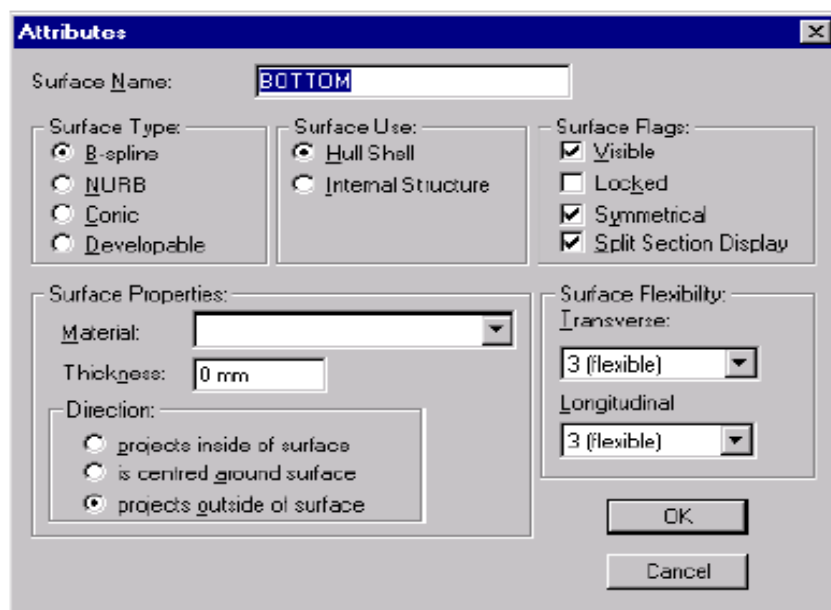 Attributes
Surface Name: BOTTOM
Surface Type:
B-spline
NURB
Conic
Developable
Surface Use:
Hull Shell
Internal Structure
Surface Flags:
Visible
Locked
Symmetrical
Split Section Display
Surface Properties:
Material:
Thickness: 0 mm
Direction:
projects inside of surface
is centred around surface
projects outside of surface
Surface Flexibility:
Transverse:
3 (flexible)
Longitudinal
3 (flexible)
OK
Cancel